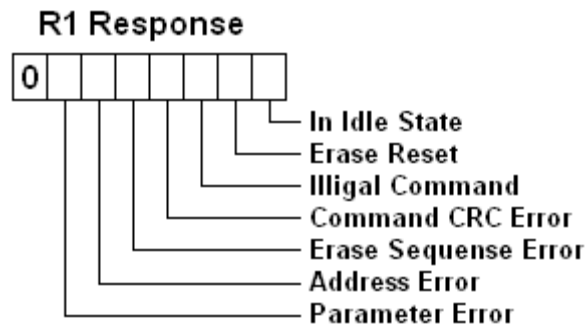 R1 Response
0
In Idle State
Erase Reset
Illigal Command
Command CRC Error
Erase Sequense Error
Address Error
Parameter Error